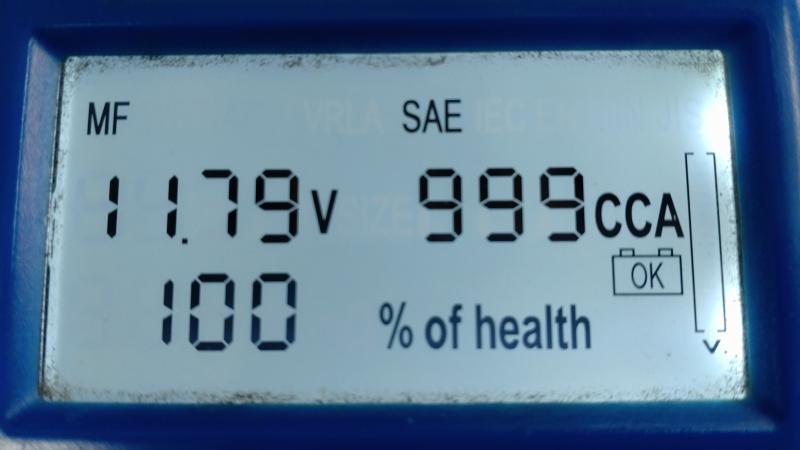 MF SAE
11.79 V 999 CCA
OK
100 % of health